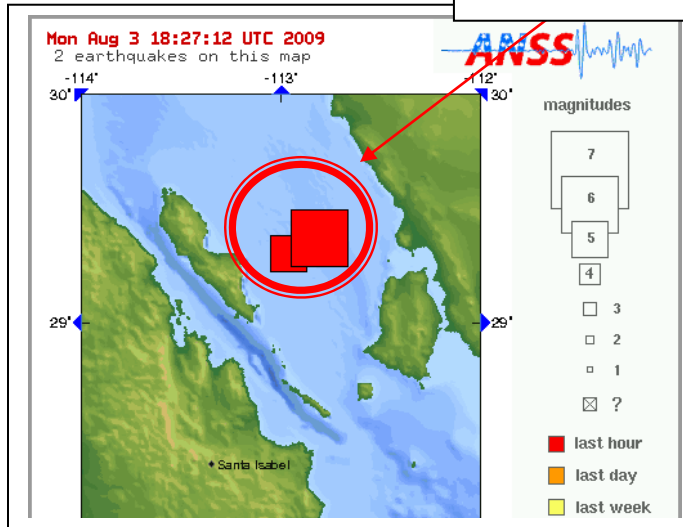 Mon Aug 3 18:27:12 UTC 2009
2 earthquakes on this map
ANSS
-114°
-113°
-112°
30°
30°
29°
29°
Santa Isabel
magnitudes
7
6
5
4
3
2
1
?
last hour
last day
last week